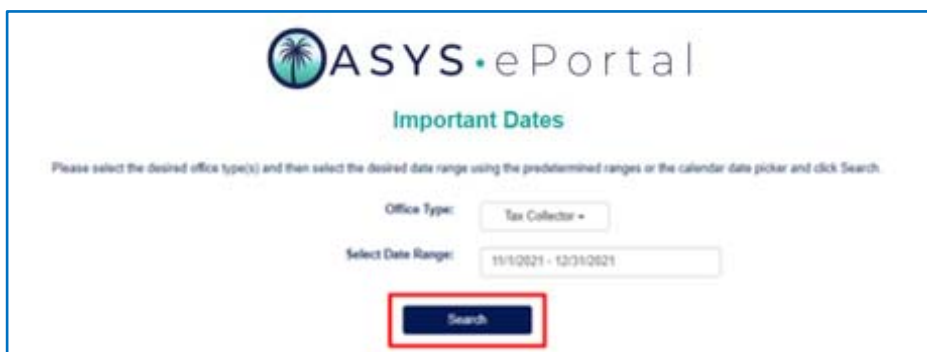 OASYS·ePortal
Important Dates
Please select the desired office type(s) and then select the desired date range using the predetermined ranges or the calendar date picker and click Search.
Office Type: Tax Collector
Select Date Range: 11/1/2021 - 12/31/2021
Search